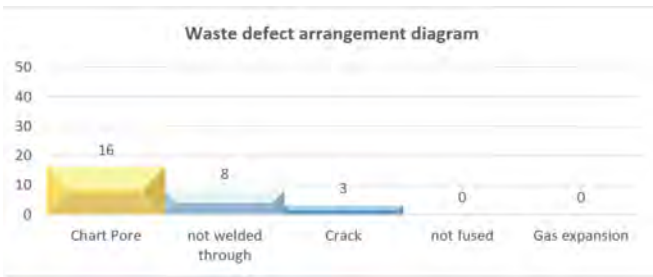 Waste defect arrangement diagram
50
40
30
20
10
0
16
8
3
0
0
Chart Pore
not welded
through
Crack
not fused
Gas expansion